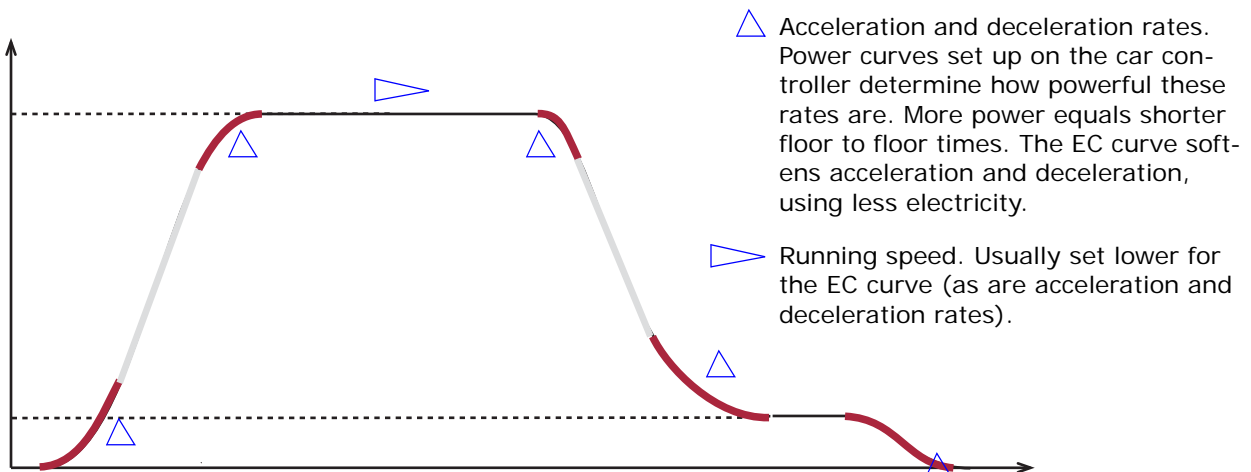 Acceleration and deceleration rates.
Power curves set up on the car con-
troller determine how powerful these
rates are. More power equals shorter
floor to floor times. The EC curve soft-
ens acceleration and deceleration,
using less electricity.
Running speed. Usually set lower for
the EC curve (as are acceleration and
deceleration rates).